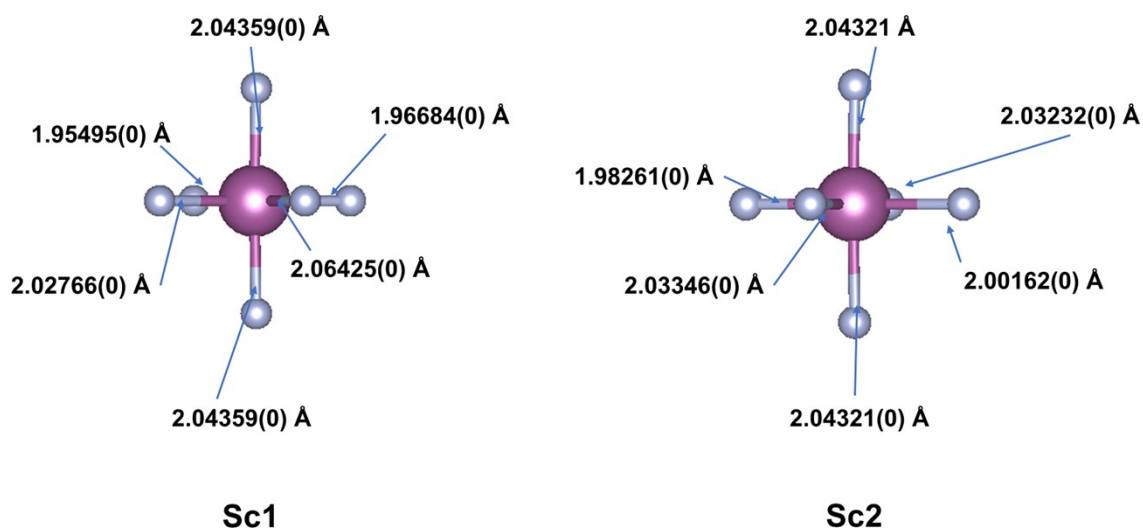 2.04359(0) Å
1.95495(0) Å
1.96684(0) Å
2.02766(0) Å
2.06425(0) Å
2.04359(0) Å
Sc1
2.04321 Å
2.03232(0) Å
1.98261(0) Å
2.03346(0) Å
2.00162(0) Å
2.04321(0) Å
Sc2